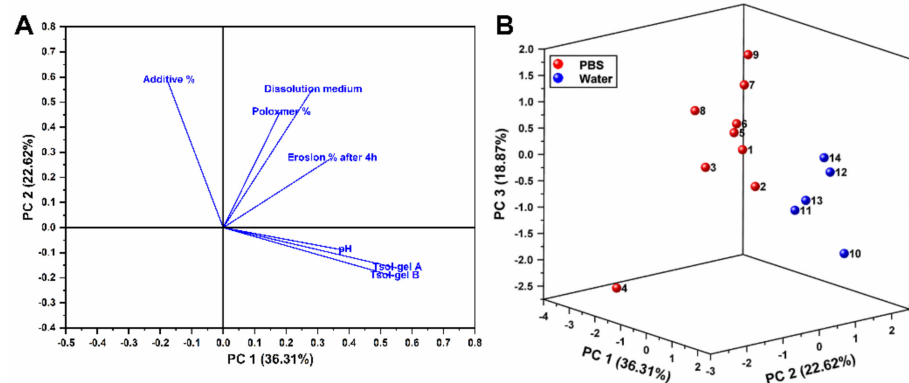 A
0.8
0.7
0.6
0.5
0.4
0.3
0.2
0.1
0.0
-0.1
-0.2
-0.3
-0.4
PC 2 (22.62%)
Additive %
Dissolution medium
Poloxmer %
Erosion % after 4h
pH
Tsol-gel A
Tsol-gel B
-0.5 -0.4 -0.3 -0.2 -0.1 0.0 0.1 0.2 0.3 0.4 0.5 0.6 0.7 0.8
PC 1 (36.31%)
B
PBS
Water
2.0
1.5
1.0
0.5
0.0
-0.5
-1.0
-1.5
-2.0
-2.5
PC 3 (18.87%)
9
7
8
6
5
1
3
2
4
14
12
13
11
10
-4 -3 -2 -1 0 1 2
PC 1 (36.31%)
-3 -2 -1 0 1 2 3
PC 2 (22.62%)